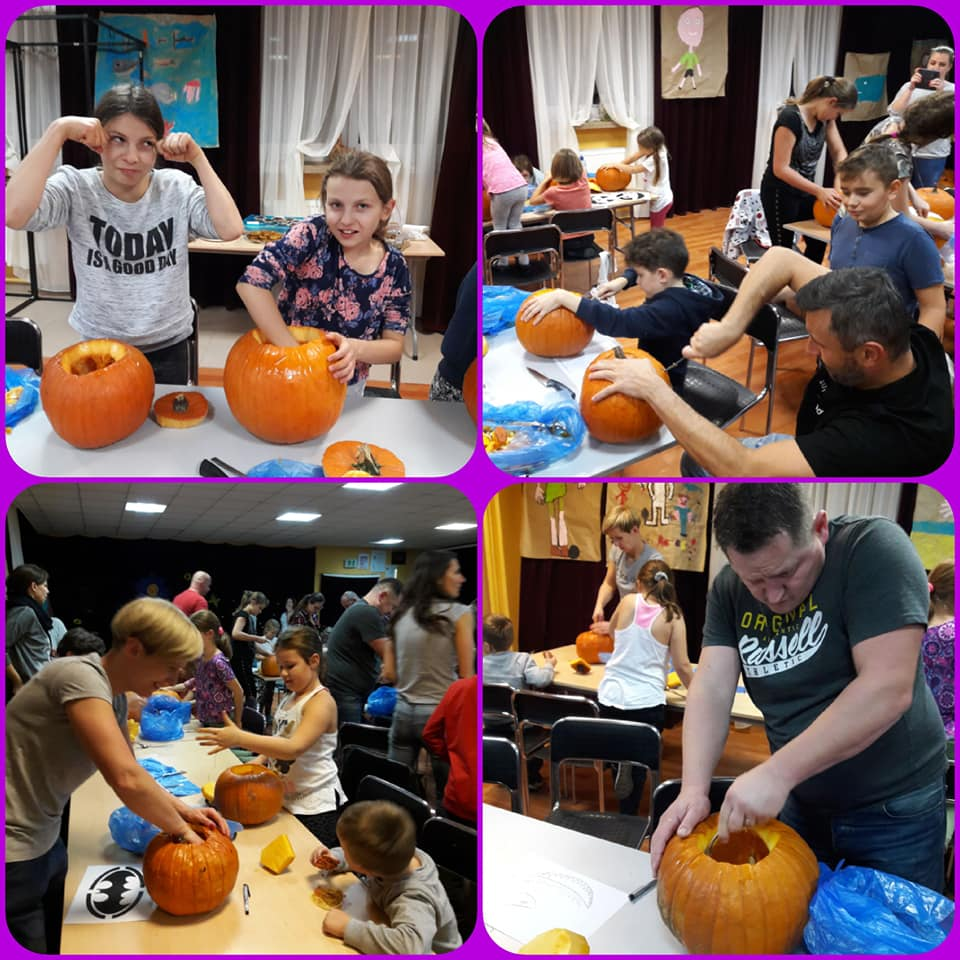 TODAY
IS A GOOD DAY
ORIGINAL
Russell
ATHLETIC